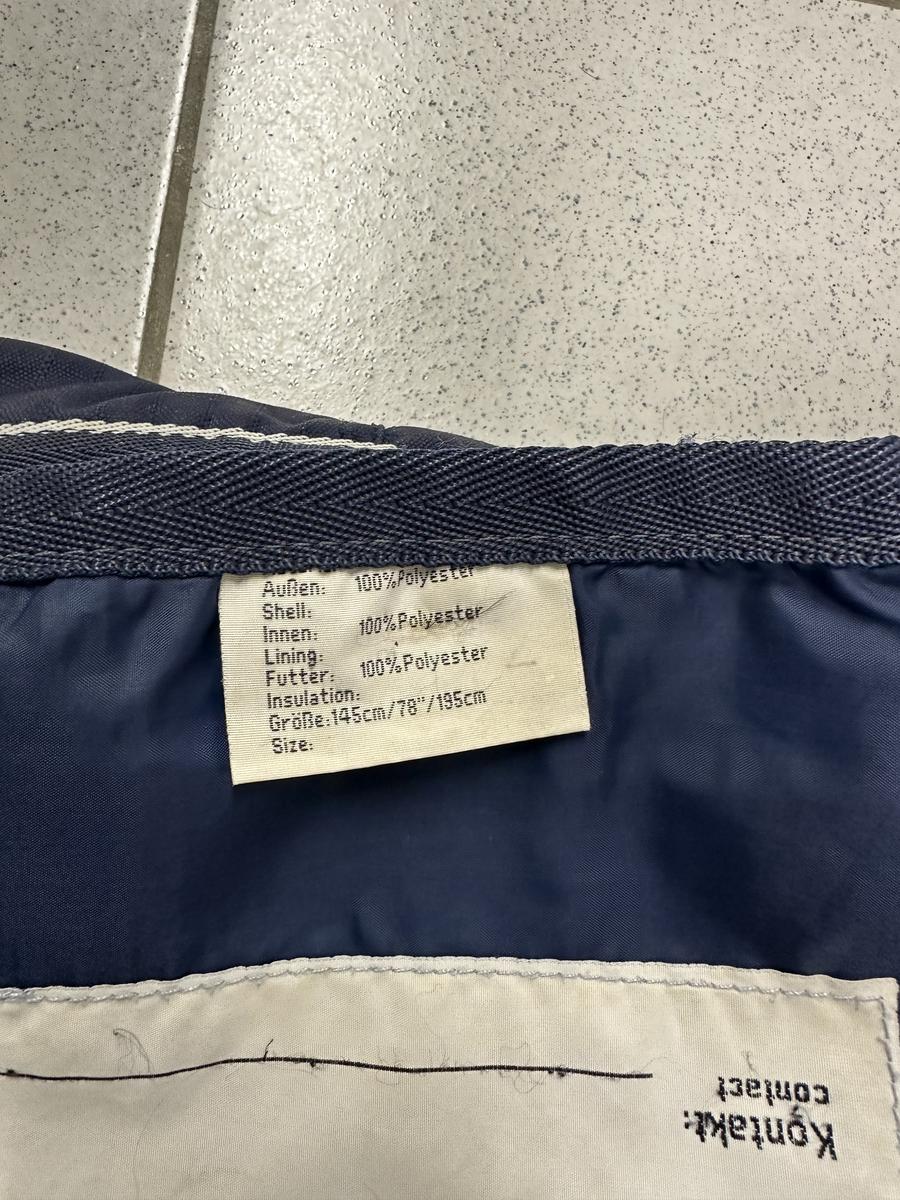 Außen: 100%Polyester
Shell:
Innen: 100%Polyester
Lining:
Futter: 100%Polyester
Insulation:
Größe:145cm/78"/195cm
Size:
Kontakt:
contact